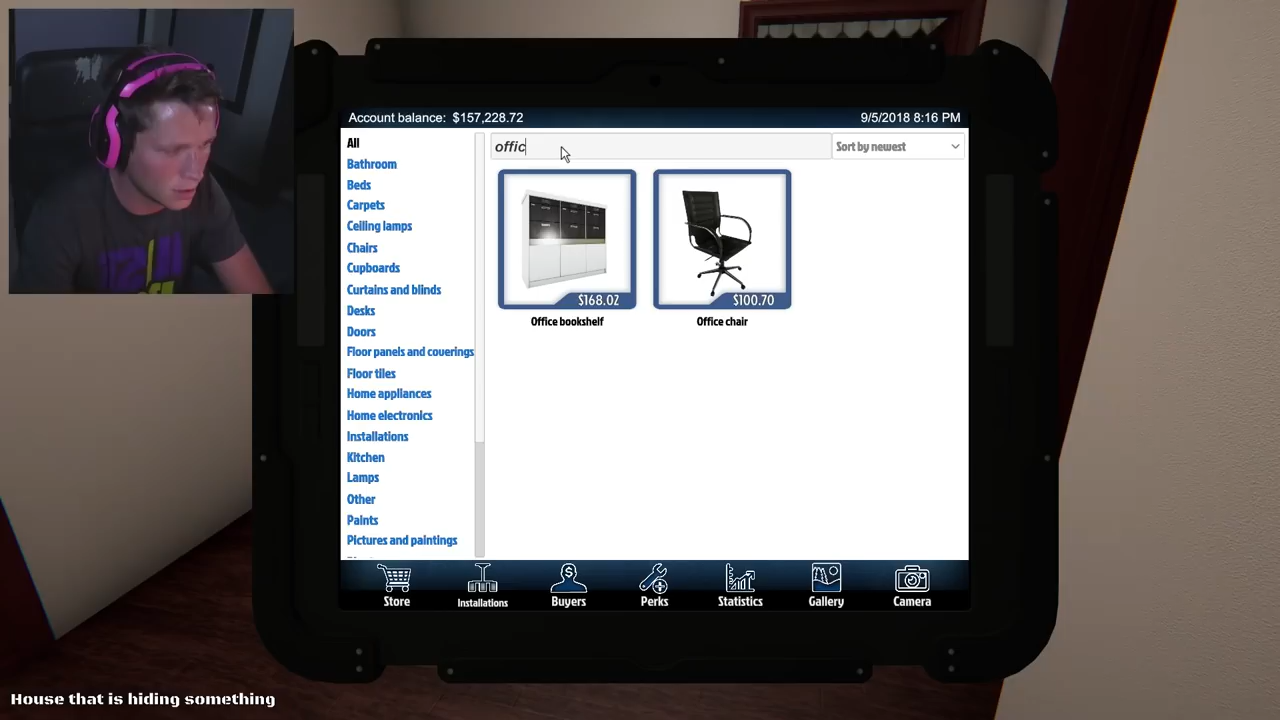 Account balance: $157,228.72
9/5/2018 8:16 PM
offic
Sort by newest
All
Bathroom
Beds
Carpets
Ceiling lamps
Chairs
Cupboards
Curtains and blinds
Desks
Doors
Floor panels and coverings
Floor tiles
Home appliances
Home electronics
Installations
Kitchen
Lamps
Other
Paints
Pictures and paintings
$168.02
Office bookshelf
$100.70
Office chair
Store
Installations
Buyers
Perks
Statistics
Gallery
Camera
House that is hiding something